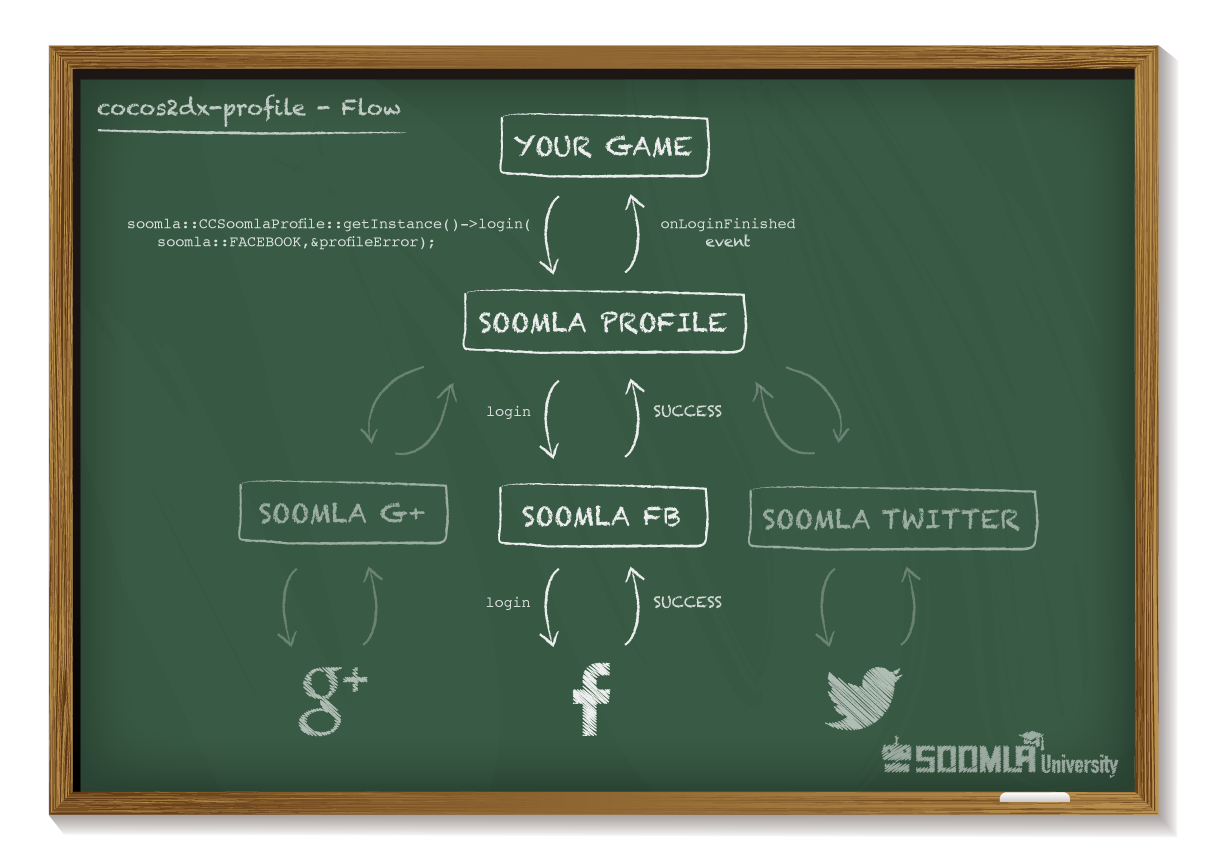 cocos2dx-profile - Flow
YOUR GAME
soomla::CCSoomlaProfile::getInstance()->login(
soomla::FACEBOOK,&profileError);
onLoginFinished
event
SOOMLA PROFILE
login
SUCCESS
SOOMLA G+
SOOMLA FB
SOOMLA TWITTER
login
SUCCESS
g+
f
SOOMLA University